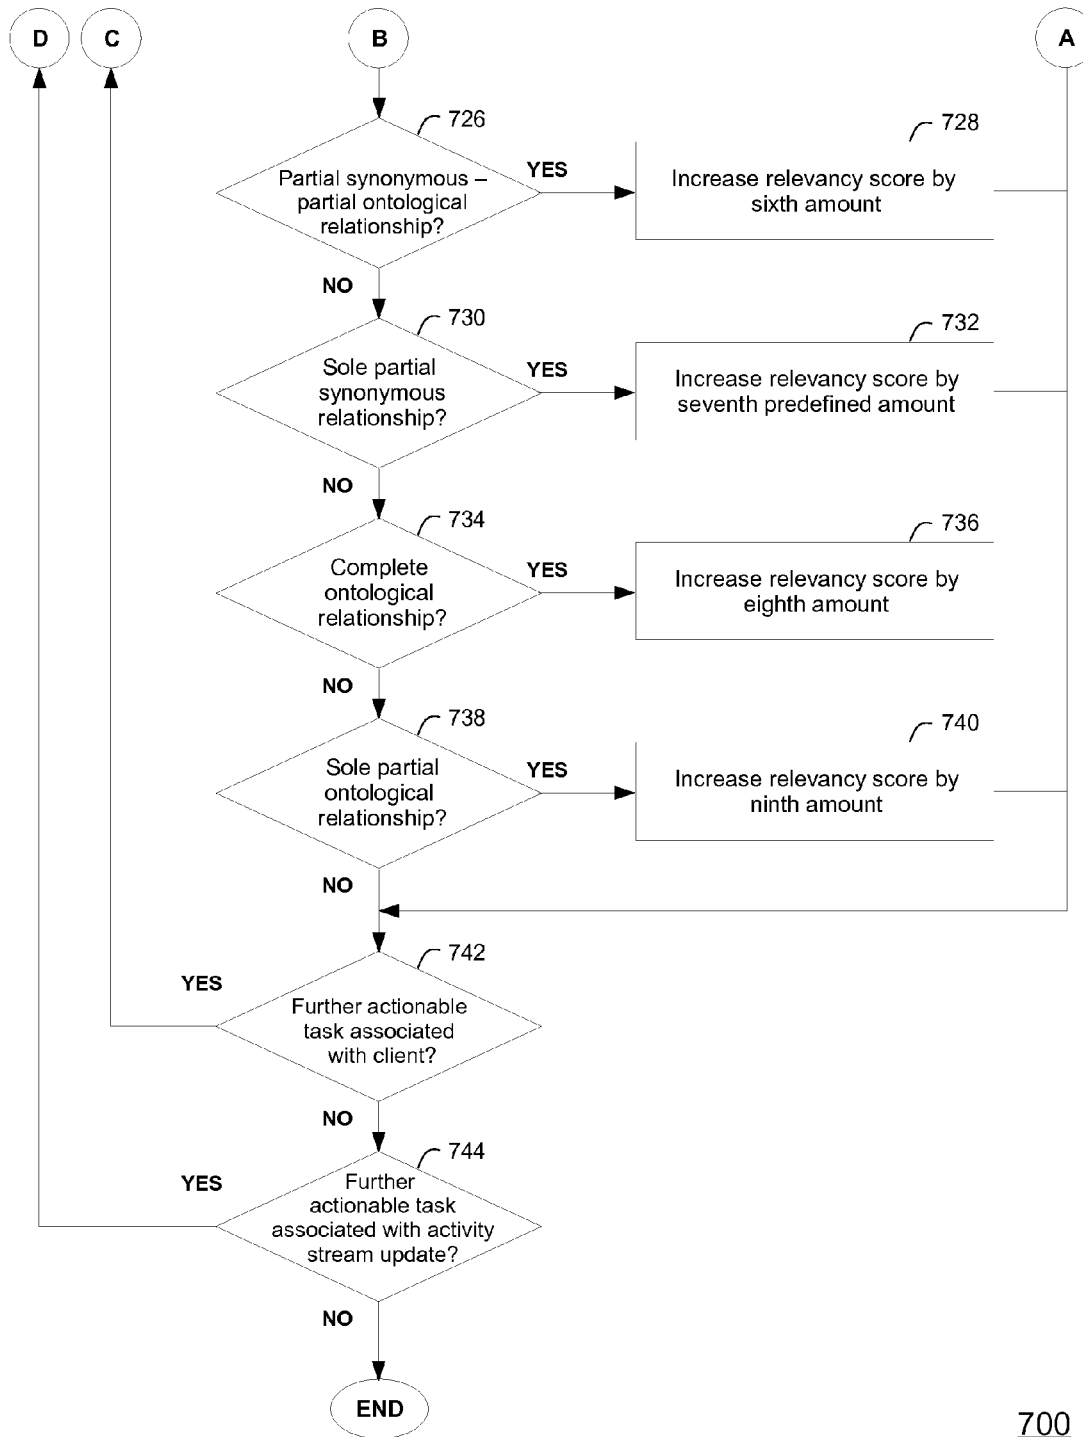 D
C
B
A
726
728
Partial synonymous –
partial ontological
relationship?
YES
Increase relevancy score by
sixth amount
NO
730
732
Sole partial
synonymous
relationship?
YES
Increase relevancy score by
seventh predefined amount
NO
734
736
Complete
ontological
relationship?
YES
Increase relevancy score by
eighth amount
NO
738
740
Sole partial
ontological
relationship?
YES
Increase relevancy score by
ninth amount
NO
742
YES
Further actionable
task associated
with client?
NO
744
YES
Further
actionable task
associated with activity
stream update?
NO
END
700